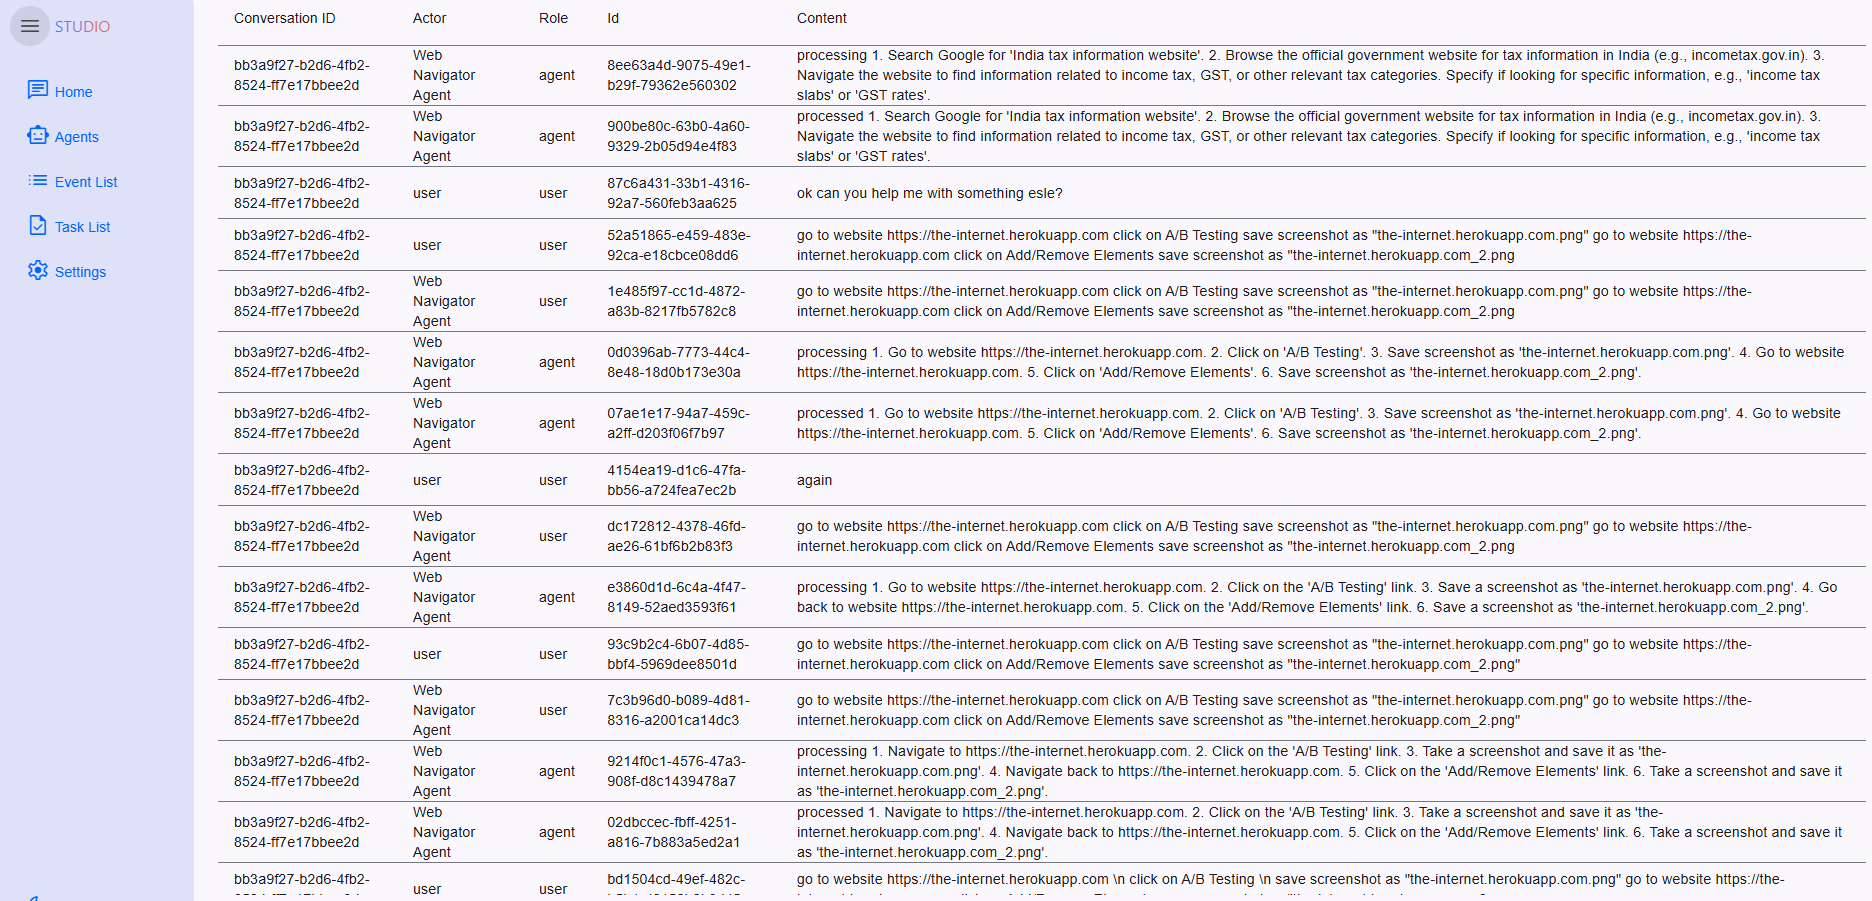 STUDIO
Home
Agents
Event List
Task List
Settings
Conversation ID Actor Role Id Content
bb3a9f27-b2d6-4fb2-
8524-ff7e17bbee2d
Web
Navigator
Agent
agent
8ee63a4d-9075-49e1-
b29f-79362e560302
processing 1. Search Google for 'India tax information website'. 2. Browse the official government website for tax information in India (e.g., incometax.gov.in). 3.
Navigate the website to find information related to income tax, GST, or other relevant tax categories. Specify if looking for specific information, e.g., 'income tax
slabs' or 'GST rates'.
bb3a9f27-b2d6-4fb2-
8524-ff7e17bbee2d
Web
Navigator
Agent
agent
900be80c-63b0-4a60-
9329-2b05d94e4f83
processed 1. Search Google for 'India tax information website'. 2. Browse the official government website for tax information in India (e.g., incometax.gov.in). 3.
Navigate the website to find information related to income tax, GST, or other relevant tax categories. Specify if looking for specific information, e.g., 'income tax
slabs' or 'GST rates'.
bb3a9f27-b2d6-4fb2-
8524-ff7e17bbee2d
user
user
87c6a431-33b1-4316-
92a7-560feb3aa625
ok can you help me with something esle?
bb3a9f27-b2d6-4fb2-
8524-ff7e17bbee2d
user
user
52a51865-e459-483e-
92ca-e18cbce08dd6
go to website https://the-internet.herokuapp.com click on A/B Testing save screenshot as "the-internet.herokuapp.com.png" go to website https://the-
internet.herokuapp.com click on Add/Remove Elements save screenshot as "the-internet.herokuapp.com_2.png
bb3a9f27-b2d6-4fb2-
8524-ff7e17bbee2d
Web
Navigator
Agent
user
1e485f97-cc1d-4872-
a83b-8217fb5782c8
go to website https://the-internet.herokuapp.com click on A/B Testing save screenshot as "the-internet.herokuapp.com.png" go to website https://the-
internet.herokuapp.com click on Add/Remove Elements save screenshot as "the-internet.herokuapp.com_2.png
bb3a9f27-b2d6-4fb2-
8524-ff7e17bbee2d
Web
Navigator
Agent
agent
0d0396ab-7773-44c4-
8e48-18d0b173e30a
processing 1. Go to website https://the-internet.herokuapp.com. 2. Click on 'A/B Testing'. 3. Save screenshot as 'the-internet.herokuapp.com.png'. 4. Go to website
https://the-internet.herokuapp.com. 5. Click on 'Add/Remove Elements'. 6. Save screenshot as 'the-internet.herokuapp.com_2.png'.
bb3a9f27-b2d6-4fb2-
8524-ff7e17bbee2d
Web
Navigator
Agent
agent
07ae1e17-94a7-459c-
a2ff-d203f06f7b97
processed 1. Go to website https://the-internet.herokuapp.com. 2. Click on 'A/B Testing'. 3. Save screenshot as 'the-internet.herokuapp.com.png'. 4. Go to website
https://the-internet.herokuapp.com. 5. Click on 'Add/Remove Elements'. 6. Save screenshot as 'the-internet.herokuapp.com_2.png'.
bb3a9f27-b2d6-4fb2-
8524-ff7e17bbee2d
user
user
4154ea19-d1c6-47fa-
bb56-a724fea7ec2b
again
bb3a9f27-b2d6-4fb2-
8524-ff7e17bbee2d
Web
Navigator
Agent
user
dc172812-4378-46fd-
ae26-61bf6b2b83f3
go to website https://the-internet.herokuapp.com click on A/B Testing save screenshot as "the-internet.herokuapp.com.png" go to website https://the-
internet.herokuapp.com click on Add/Remove Elements save screenshot as "the-internet.herokuapp.com_2.png
bb3a9f27-b2d6-4fb2-
8524-ff7e17bbee2d
Web
Navigator
Agent
agent
e3860d1d-6c4a-4f47-
8149-52aed3593f61
processing 1. Go to website https://the-internet.herokuapp.com. 2. Click on the 'A/B Testing' link. 3. Save a screenshot as 'the-internet.herokuapp.com.png'. 4. Go
back to website https://the-internet.herokuapp.com. 5. Click on the 'Add/Remove Elements' link. 6. Save a screenshot as 'the-internet.herokuapp.com_2.png'.
bb3a9f27-b2d6-4fb2-
8524-ff7e17bbee2d
user
user
93c9b2c4-6b07-4d85-
bbf4-5969dee8501d
go to website https://the-internet.herokuapp.com click on A/B Testing save screenshot as "the-internet.herokuapp.com.png" go to website https://the-
internet.herokuapp.com click on Add/Remove Elements save screenshot as "the-internet.herokuapp.com_2.png"
bb3a9f27-b2d6-4fb2-
8524-ff7e17bbee2d
Web
Navigator
Agent
user
7c3b96d0-b089-4d81-
8316-a2001ca14dc3
go to website https://the-internet.herokuapp.com click on A/B Testing save screenshot as "the-internet.herokuapp.com.png" go to website https://the-
internet.herokuapp.com click on Add/Remove Elements save screenshot as "the-internet.herokuapp.com_2.png"
bb3a9f27-b2d6-4fb2-
8524-ff7e17bbee2d
Web
Navigator
Agent
agent
9214f0c1-4576-47a3-
908f-d8c1439478a7
processing 1. Navigate to https://the-internet.herokuapp.com. 2. Click on the 'A/B Testing' link. 3. Take a screenshot and save it as 'the-
internet.herokuapp.com.png'. 4. Navigate back to https://the-internet.herokuapp.com. 5. Click on the 'Add/Remove Elements' link. 6. Take a screenshot and save it
as 'the-internet.herokuapp.com_2.png'.
bb3a9f27-b2d6-4fb2-
8524-ff7e17bbee2d
Web
Navigator
Agent
agent
02dbccec-fbff-4251-
a816-7b883a5ed2a1
processed 1. Navigate to https://the-internet.herokuapp.com. 2. Click on the 'A/B Testing' link. 3. Take a screenshot and save it as 'the-
internet.herokuapp.com.png'. 4. Navigate back to https://the-internet.herokuapp.com. 5. Click on the 'Add/Remove Elements' link. 6. Take a screenshot and save it
as 'the-internet.herokuapp.com_2.png'.
bb3a9f27-b2d6-4fb2-
user
user
bd1504cd-49ef-482c-
go to website https://the-internet.herokuapp.com \n click on A/B Testing \n save screenshot as "the-internet.herokuapp.com.png" go to website https://the-